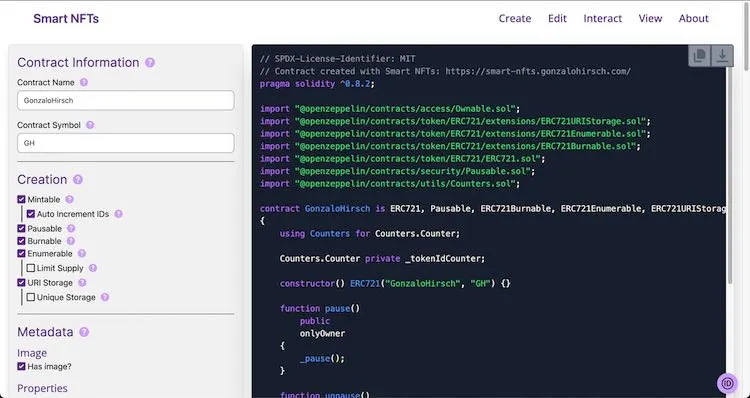 Smart NFTs
Create Edit Interact View About
Contract Information ?
Contract Name ?
GonzaloHirsch
Contract Symbol ?
GH
Creation ?
Mintable ?
Auto Increment IDs ?
Pausable ?
Burnable ?
Enumerable ?
Limit Supply ?
URI Storage ?
Unique Storage ?
Metadata ?
Image
Has image?
Properties
// SPDX-License-Identifier: MIT
// Contract created with Smart NFTs: https://smart-nfts.gonzalohirsch.com/
pragma solidity ^0.8.2;
import "@openzeppelin/contracts/access/Ownable.sol";
import "@openzeppelin/contracts/token/ERC721/extensions/ERC721URIStorage.sol";
import "@openzeppelin/contracts/token/ERC721/extensions/ERC721Enumerable.sol";
import "@openzeppelin/contracts/token/ERC721/extensions/ERC721Burnable.sol";
import "@openzeppelin/contracts/token/ERC721/ERC721.sol";
import "@openzeppelin/contracts/security/Pausable.sol";
import "@openzeppelin/contracts/utils/Counters.sol";
contract GonzaloHirsch is ERC721, Pausable, ERC721Burnable, ERC721Enumerable, ERC721URIStorag
{
using Counters for Counters.Counter;
Counters.Counter private _tokenIdCounter;
constructor() ERC721("GonzaloHirsch", "GH") {}
function pause()
public
onlyOwner
{
_pause();
}
function unpause()
iD